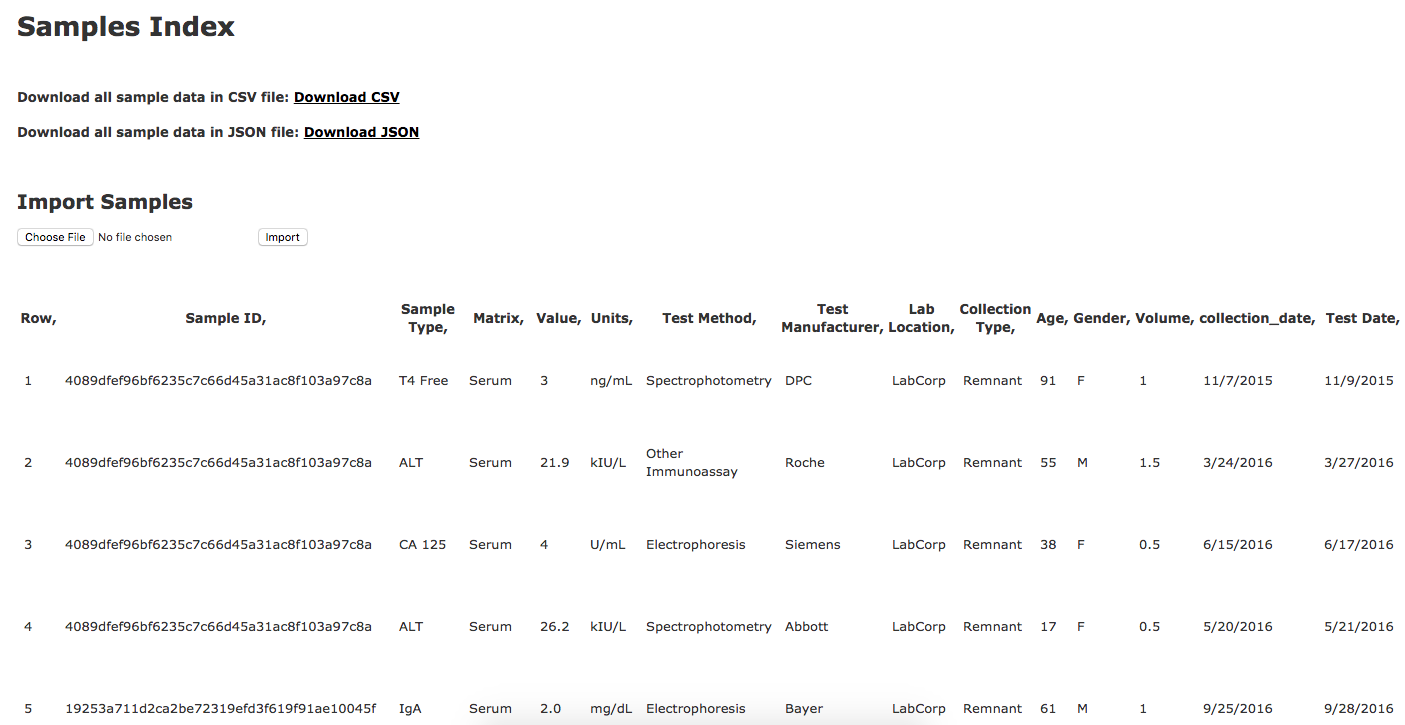 Samples Index
Download all sample data in CSV file: Download CSV
Download all sample data in JSON file: Download JSON
Import Samples
Choose File No file chosen Import
Row, Sample ID, Sample Type, Matrix, Value, Units, Test Method, Test Manufacturer, Lab Location, Collection Type, Age, Gender, Volume, collection_date, Test Date,
1 4089dfef96bf6235c7c66d45a31ac8f103a97c8a T4 Free Serum 3 ng/mL Spectrophotometry DPC LabCorp Remnant 91 F 1 11/7/2015 11/9/2015
2 4089dfef96bf6235c7c66d45a31ac8f103a97c8a ALT Serum 21.9 kIU/L Other Immunoassay Roche LabCorp Remnant 55 M 1.5 3/24/2016 3/27/2016
3 4089dfef96bf6235c7c66d45a31ac8f103a97c8a CA 125 Serum 4 U/mL Electrophoresis Siemens LabCorp Remnant 38 F 0.5 6/15/2016 6/17/2016
4 4089dfef96bf6235c7c66d45a31ac8f103a97c8a ALT Serum 26.2 kIU/L Spectrophotometry Abbott LabCorp Remnant 17 F 0.5 5/20/2016 5/21/2016
5 19253a711d2ca2be72319efd3f619f91ae10045f IgA Serum 2.0 mg/dL Electrophoresis Bayer LabCorp Remnant 61 M 1 9/25/2016 9/28/2016